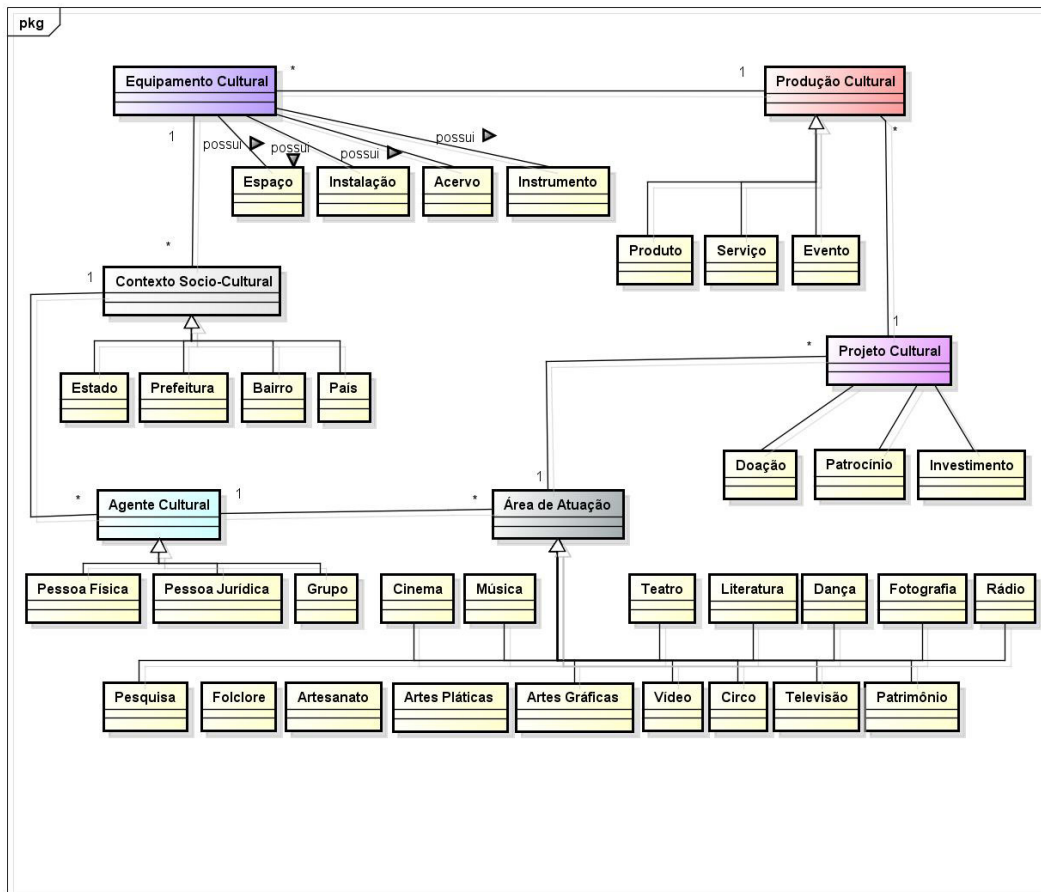 pkg
Equipamento Cultural
*
1
Produção Cultural
1
possui
possui
possui
possui
*
Espaço
Instalação
Acervo
Instrumento
Produto
Serviço
Evento
*
1
Contexto Socio-Cultural
1
*
Projeto Cultural
Estado
Prefeitura
Bairro
País
Doação
Patrocínio
Investimento
1
*
Agente Cultural
1
*
Área de Atuação
Pessoa Física
Pessoa Jurídica
Grupo
Cinema
Música
Teatro
Literatura
Dança
Fotografia
Rádio
Pesquisa
Folclore
Artesanato
Artes Pláticas
Artes Gráficas
Vídeo
Circo
Televisão
Patrimônio